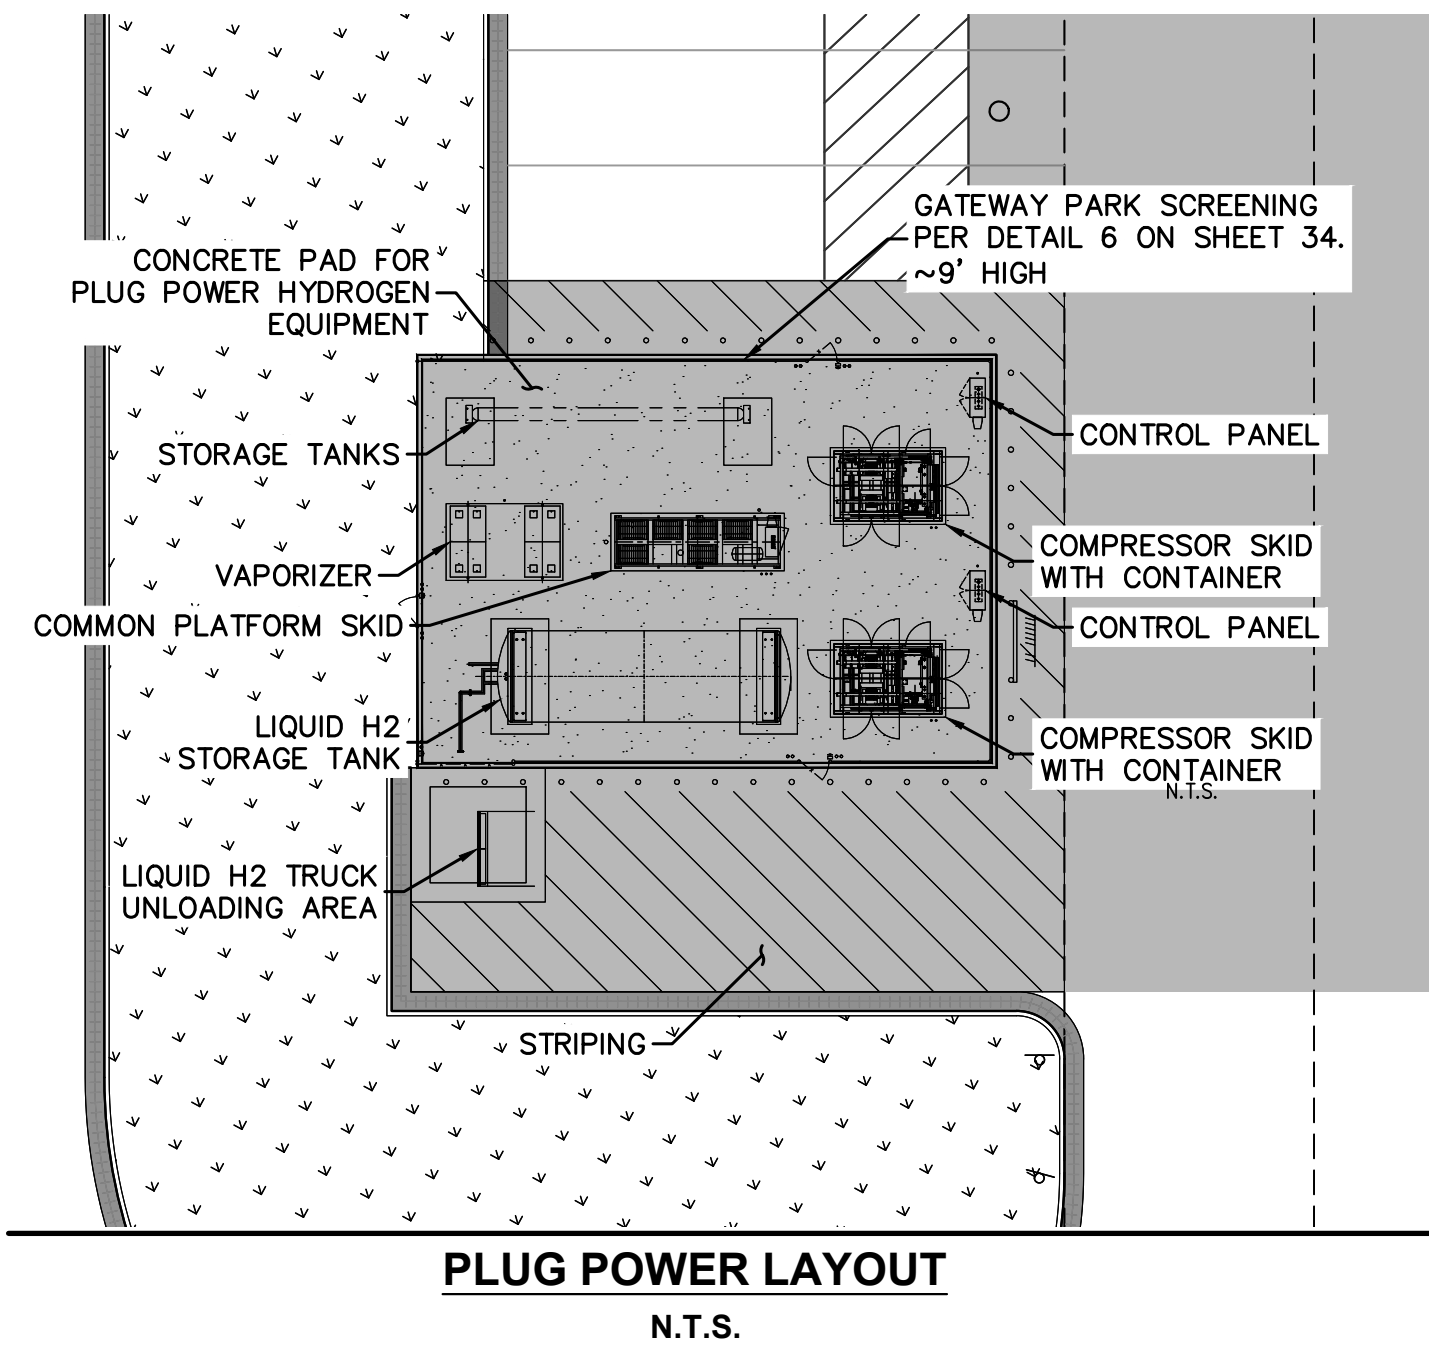 GATEWAY PARK SCREENING
PER DETAIL 6 ON SHEET 34.
~9' HIGH
CONCRETE PAD FOR
PLUG POWER HYDROGEN
EQUIPMENT
STORAGE TANKS
CONTROL PANEL
VAPORIZER
COMPRESSOR SKID
WITH CONTAINER
COMMON PLATFORM SKID
CONTROL PANEL
LIQUID H2
STORAGE TANK
COMPRESSOR SKID
WITH CONTAINER
N.T.S.
LIQUID H2 TRUCK
UNLOADING AREA
STRIPING
PLUG POWER LAYOUT
N.T.S.